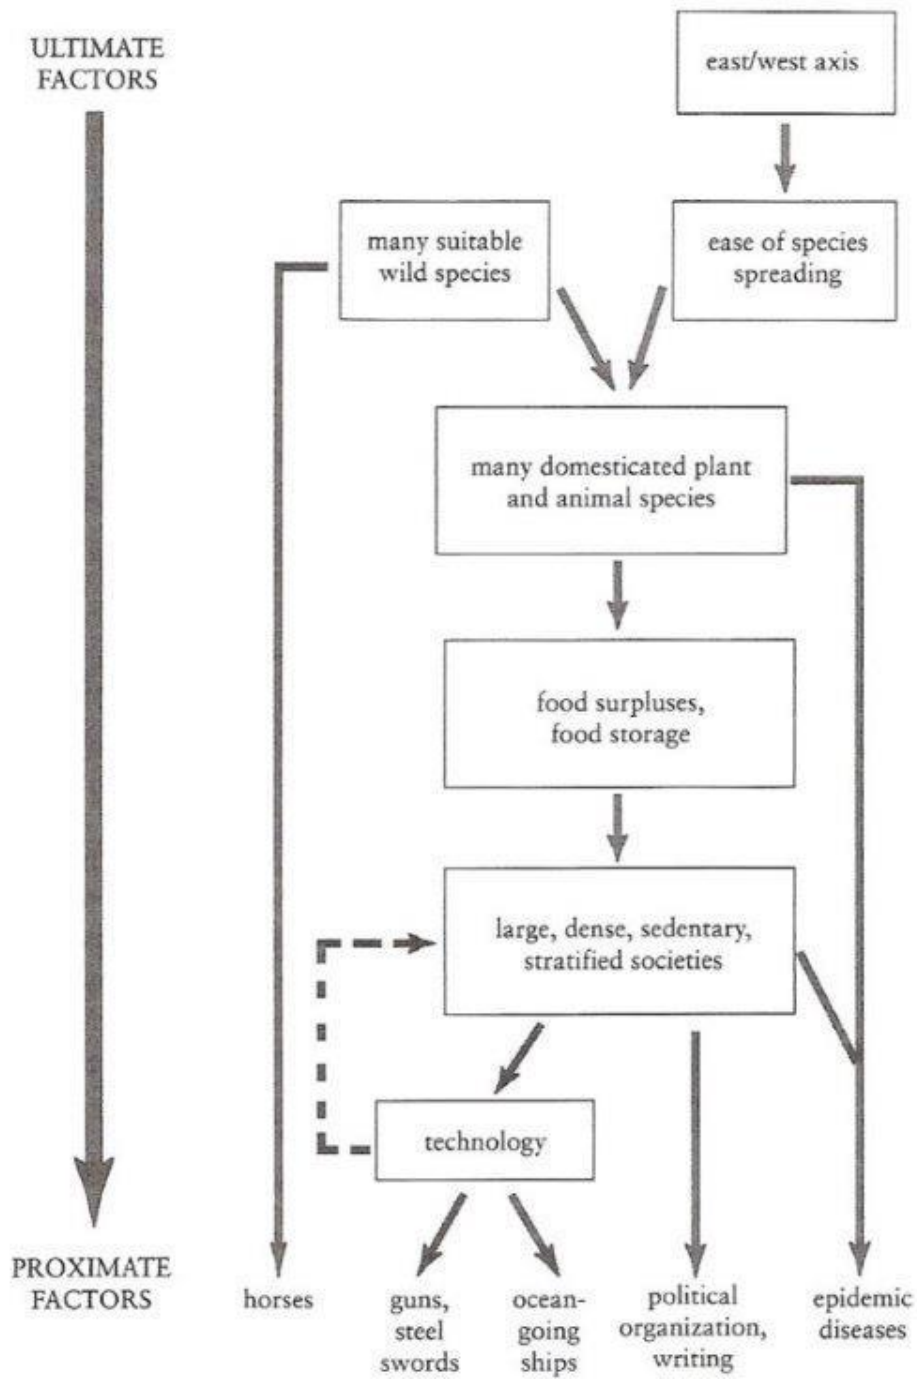 ULTIMATE
FACTORS
east/west axis
many suitable
wild species
ease of species
spreading
many domesticated plant
and animal species
food surpluses,
food storage
large, dense, sedentary,
stratified societies
technology
PROXIMATE
FACTORS
horses
guns,
steel
swords
ocean-
going
ships
political
organization,
writing
epidemic
diseases